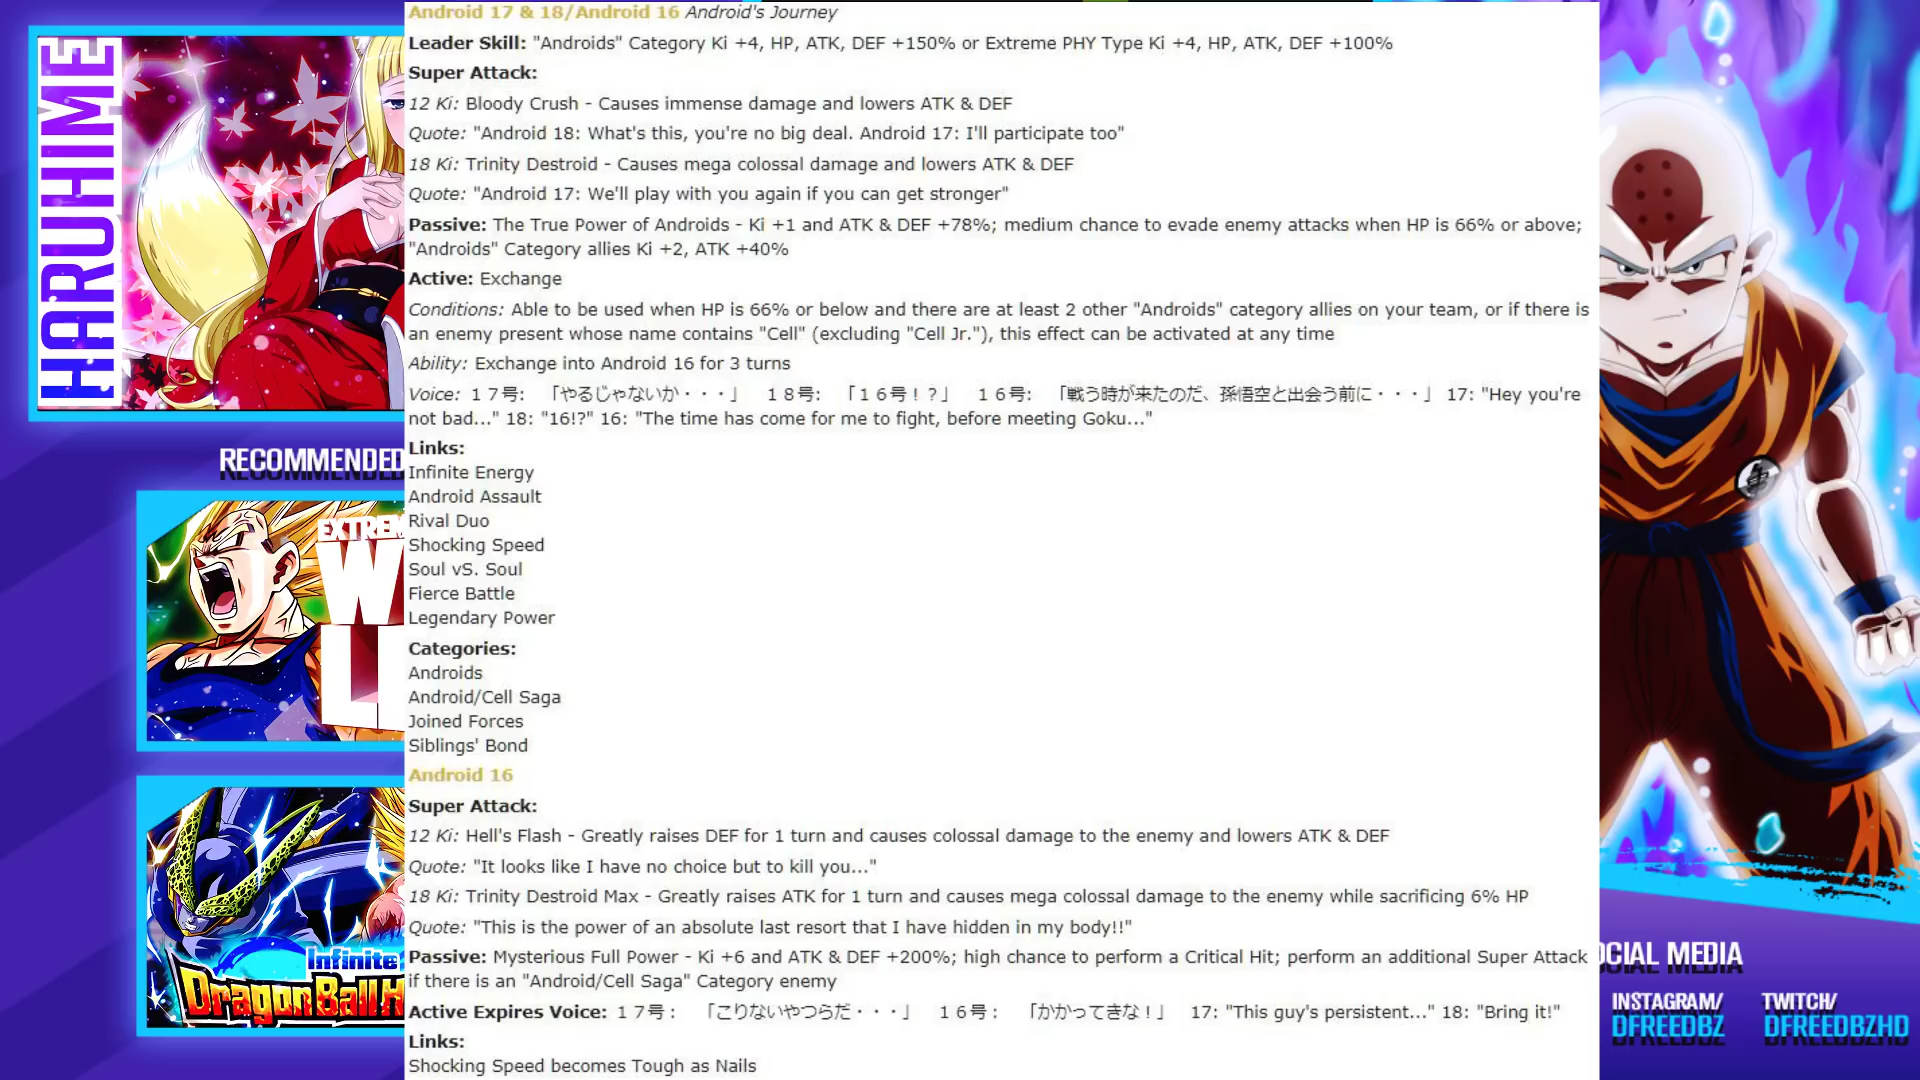 HARUHIME
RECOMMENDED
EXTREM
W
L
Infinite
Dragon Ball H
Android 17 & 18/Android 16 Android's Journey
Leader Skill: "Androids" Category Ki +4, HP, ATK, DEF +150% or Extreme PHY Type Ki +4, HP, ATK, DEF +100%
Super Attack:
12 Ki: Bloody Crush - Causes immense damage and lowers ATK & DEF
Quote: "Android 18: What's this, you're no big deal. Android 17: I'll participate too"
18 Ki: Trinity Destroid - Causes mega colossal damage and lowers ATK & DEF
Quote: "Android 17: We'll play with you again if you can get stronger"
Passive: The True Power of Androids - Ki +1 and ATK & DEF +78%; medium chance to evade enemy attacks when HP is 66% or above;
"Androids" Category allies Ki +2, ATK +40%
Active: Exchange
Conditions: Able to be used when HP is 66% or below and there are at least 2 other "Androids" category allies on your team, or if there is
an enemy present whose name contains "Cell" (excluding "Cell Jr."), this effect can be activated at any time
Ability: Exchange into Android 16 for 3 turns
Voice: １７号: 「やるじゃないか・・・」 １８号: 「１６号！？」 １６号: 「戦う時が来たのだ、孫悟空と出会う前に・・・」 17: "Hey you're
not bad..." 18: "16!?" 16: "The time has come for me to fight, before meeting Goku..."
Links:
Infinite Energy
Android Assault
Rival Duo
Shocking Speed
Soul vS. Soul
Fierce Battle
Legendary Power
Categories:
Androids
Android/Cell Saga
Joined Forces
Siblings' Bond
Android 16
Super Attack:
12 Ki: Hell's Flash - Greatly raises DEF for 1 turn and causes colossal damage to the enemy and lowers ATK & DEF
Quote: "It looks like I have no choice but to kill you..."
18 Ki: Trinity Destroid Max - Greatly raises ATK for 1 turn and causes mega colossal damage to the enemy while sacrificing 6% HP
Quote: "This is the power of an absolute last resort that I have hidden in my body!!"
Passive: Mysterious Full Power - Ki +6 and ATK & DEF +200%; high chance to perform a Critical Hit; perform an additional Super Attack
if there is an "Android/Cell Saga" Category enemy
Active Expires Voice: １７号： 「こりないやつらだ・・・」 １６号： 「かかってきな！」 17: "This guy's persistent..." 18: "Bring it!"
Links:
Shocking Speed becomes Tough as Nails
OCIAL MEDIA
INSTAGRAM/ TWITCH/
DFREEDBZ DFREEDBZHD